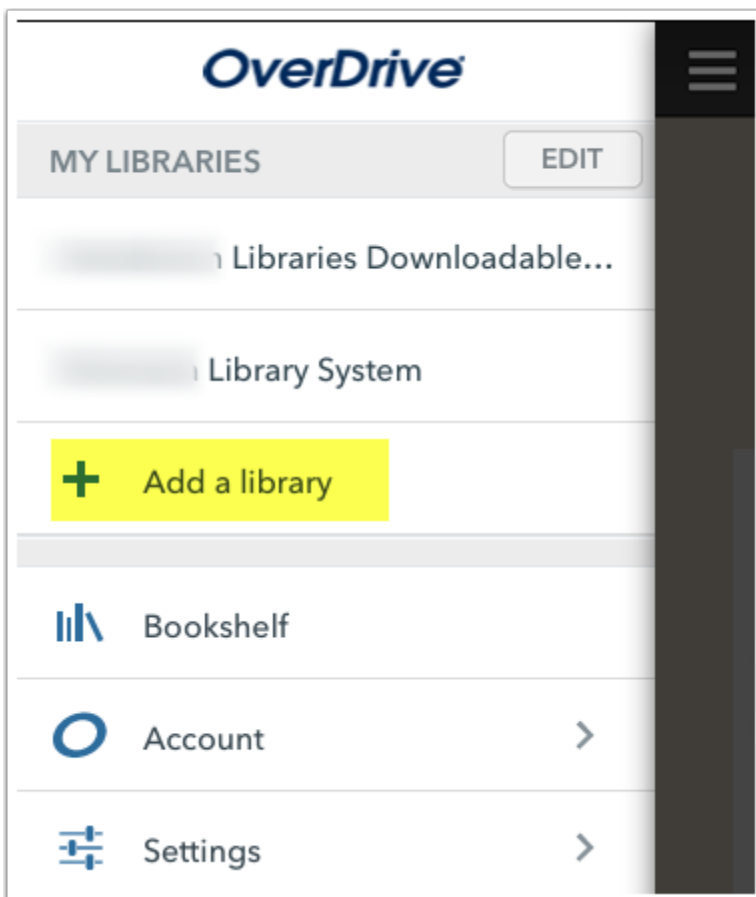 OverDrive
MY LIBRARIES EDIT
Libraries Downloadable...
Library System
+ Add a library
Bookshelf
Account
Settings